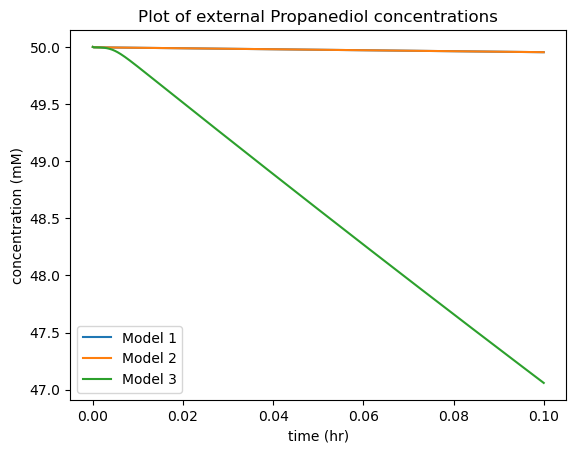 Plot of external Propanediol concentrations
concentration (mM)
50.0
49.5
49.0
48.5
48.0
47.5
47.0
Model 1
Model 2
Model 3
0.00 0.02 0.04 0.06 0.08 0.10
time (hr)